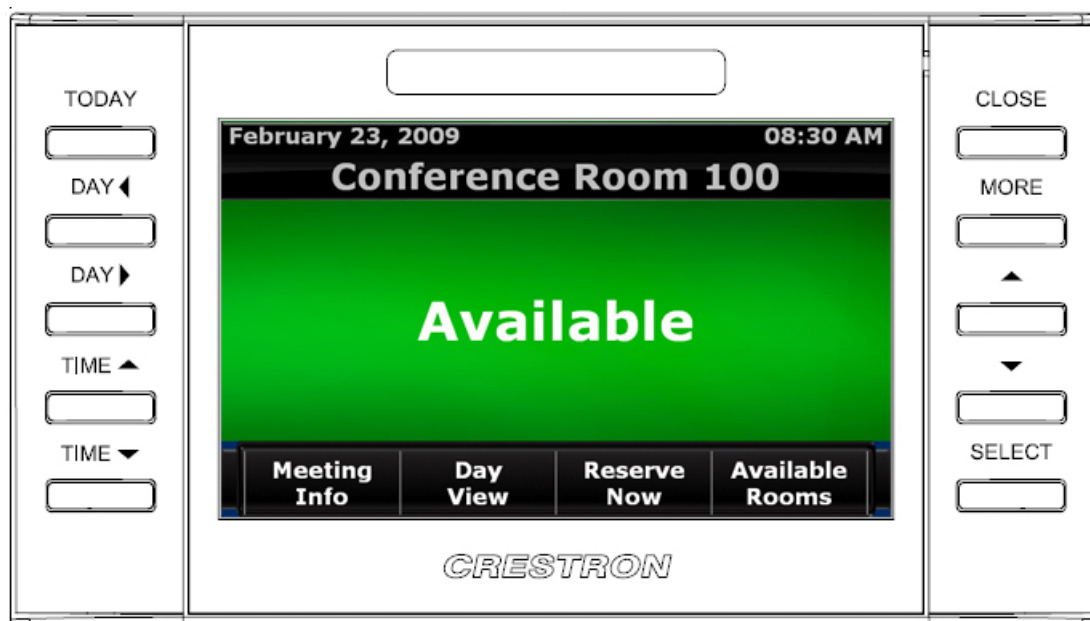 TODAY
DAY ◀
DAY ▶
TIME ▲
TIME ▼
February 23, 2009 08:30 AM
Conference Room 100
Available
Meeting Info
Day View
Reserve Now
Available Rooms
CRESTRON
CLOSE
MORE
▲
▼
SELECT